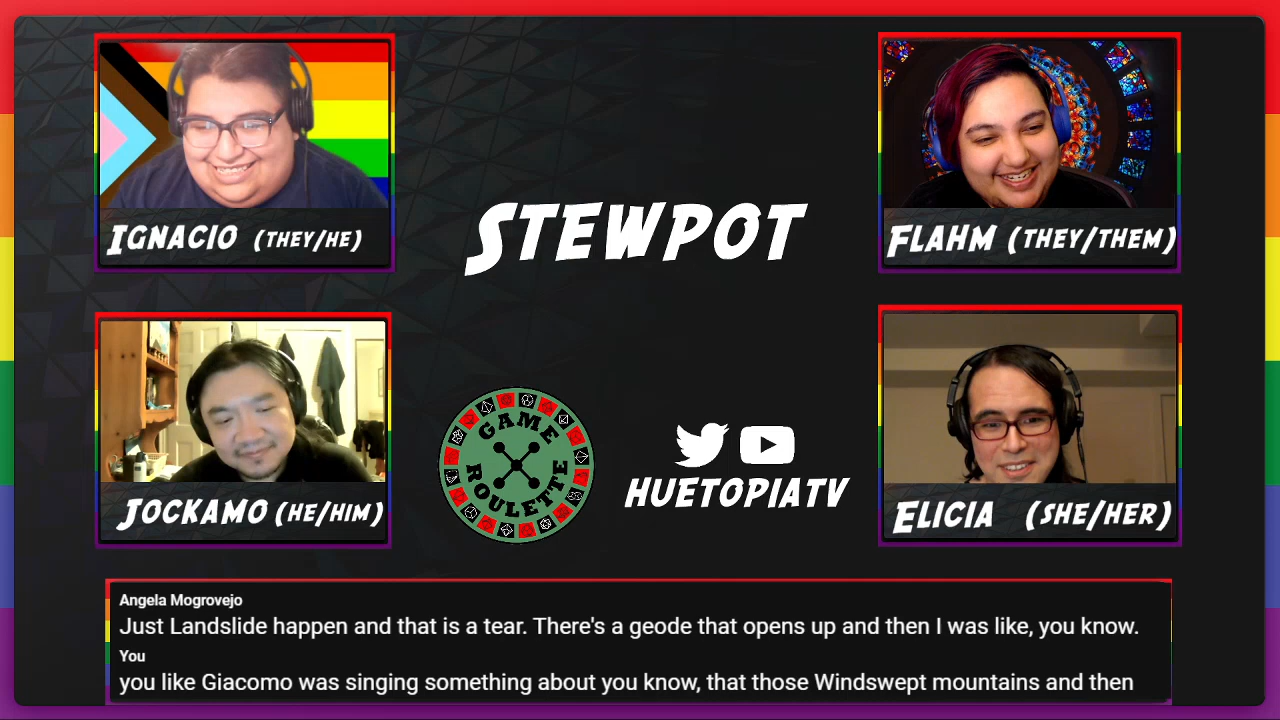 Ignacio (they/he)
Flahm (they/them)
Stewpot
Jockamo (he/him)
GAME
ROULETTE
HUETOPIATV
Elicia (she/her)
Angela Mogrovejo
Just Landslide happen and that is a tear. There's a geode that opens up and then I was like, you know.
You
you like Giacomo was singing something about you know, that those Windswept mountains and then